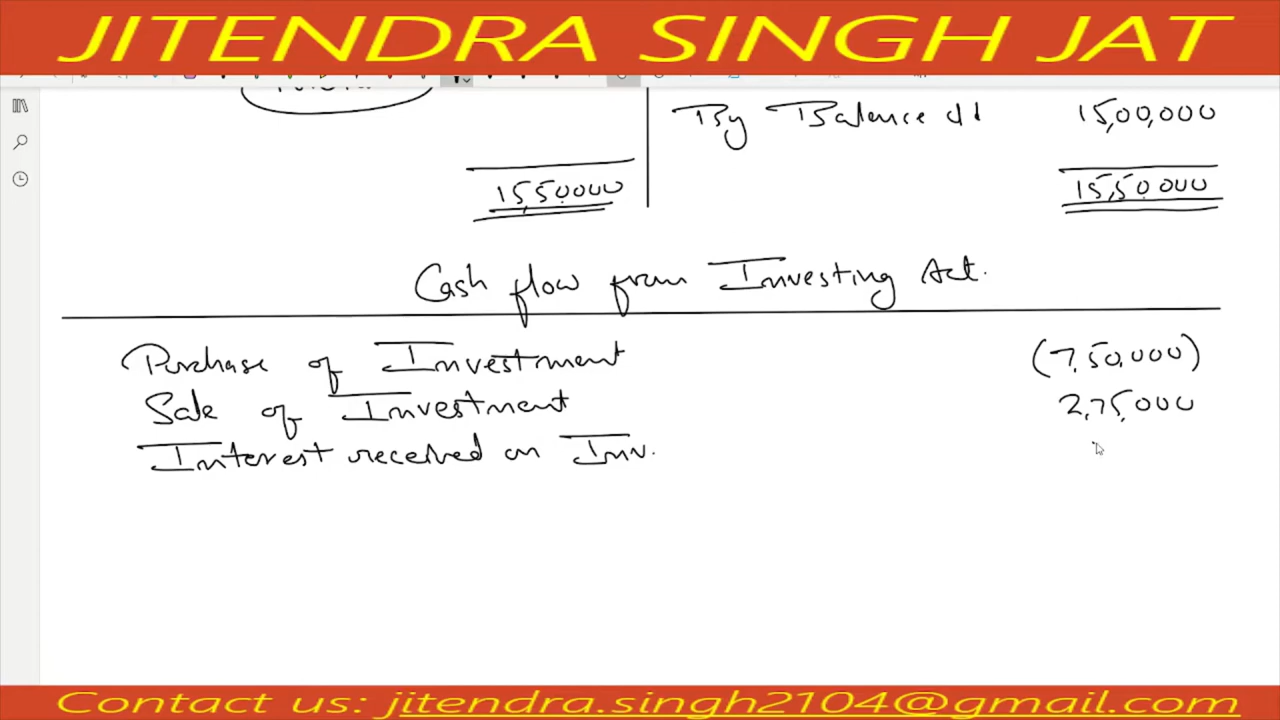 JITENDRA SINGH JAT
By Balance d 15,00,000
15,50,000 15,50,000
Cash flow from Investing Act.
Purchase of Investment (7,50,000)
Sale of Investment 2,75,000
Interest received on Inv.
Contact us: jitendra.singh2104@gmail.com